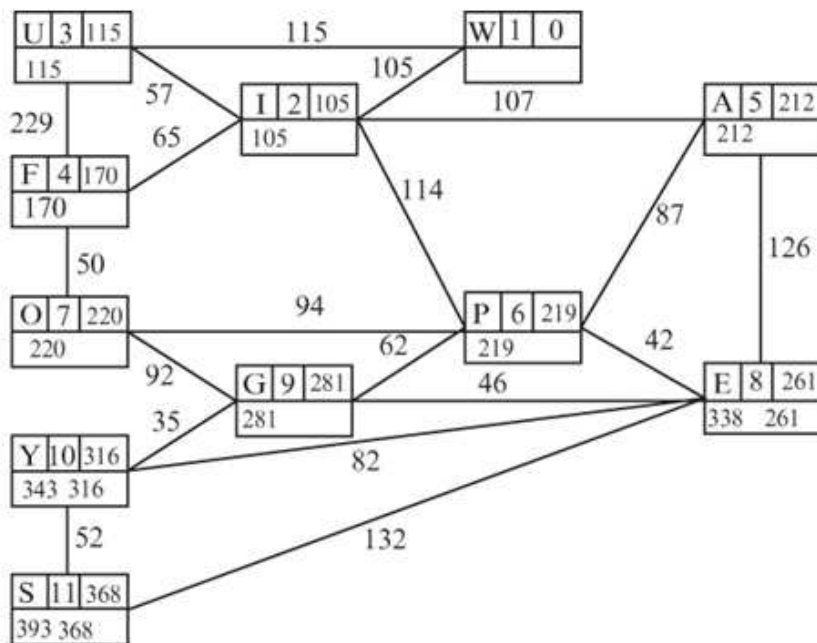 U 3 115 115 W 1 0
115 105
57 I 2 105 107 A 5 212
229 65 105 212
F 4 170
170 114 87
50 126
O 7 220 94 P 6 219
220 62 219 42
92 G 9 281 46 E 8 261
35 281 338 261
Y 10 316 82
343 316
52 132
S 11 368
393 368